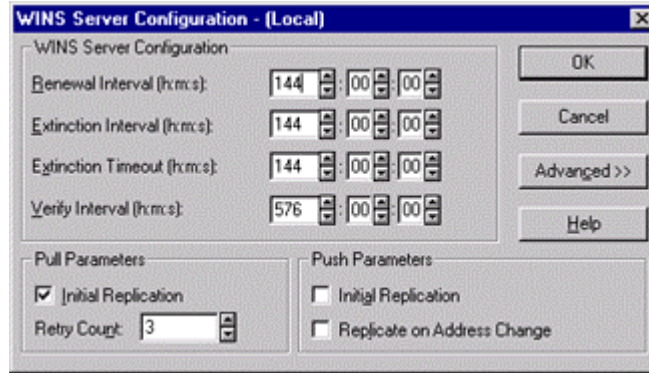 WINS Server Configuration - (Local)
WINS Server Configuration
Renewal Interval (h:m:s): 144 : 00 : 00
Extinction Interval (h:m:s): 144 : 00 : 00
Extinction Timeout (h:m:s): 144 : 00 : 00
Verify Interval (h:m:s): 576 : 00 : 00
OK
Cancel
Advanced >>
Help
Pull Parameters
Initial Replication
Retry Count: 3
Push Parameters
Initial Replication
Replicate on Address Change